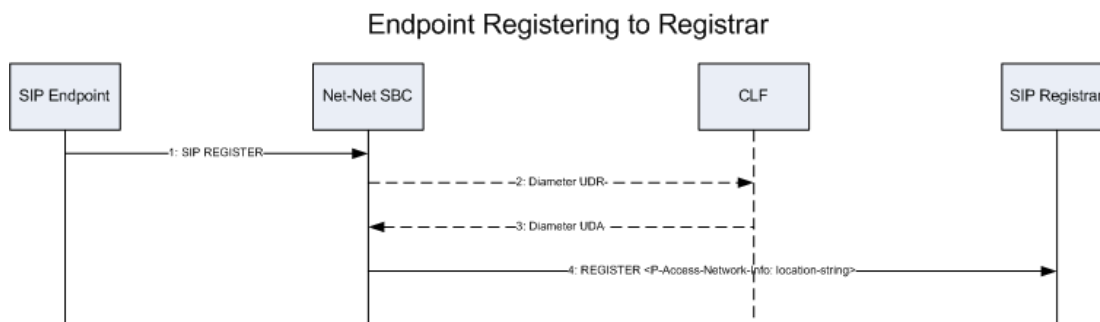 Endpoint Registering to Registrar
SIP Endpoint
Net-Net SBC
CLF
SIP Registrar
1: SIP REGISTER
2: Diameter UDR
3: Diameter UDA
4: REGISTER <P-Access-Network-Info: location-string>